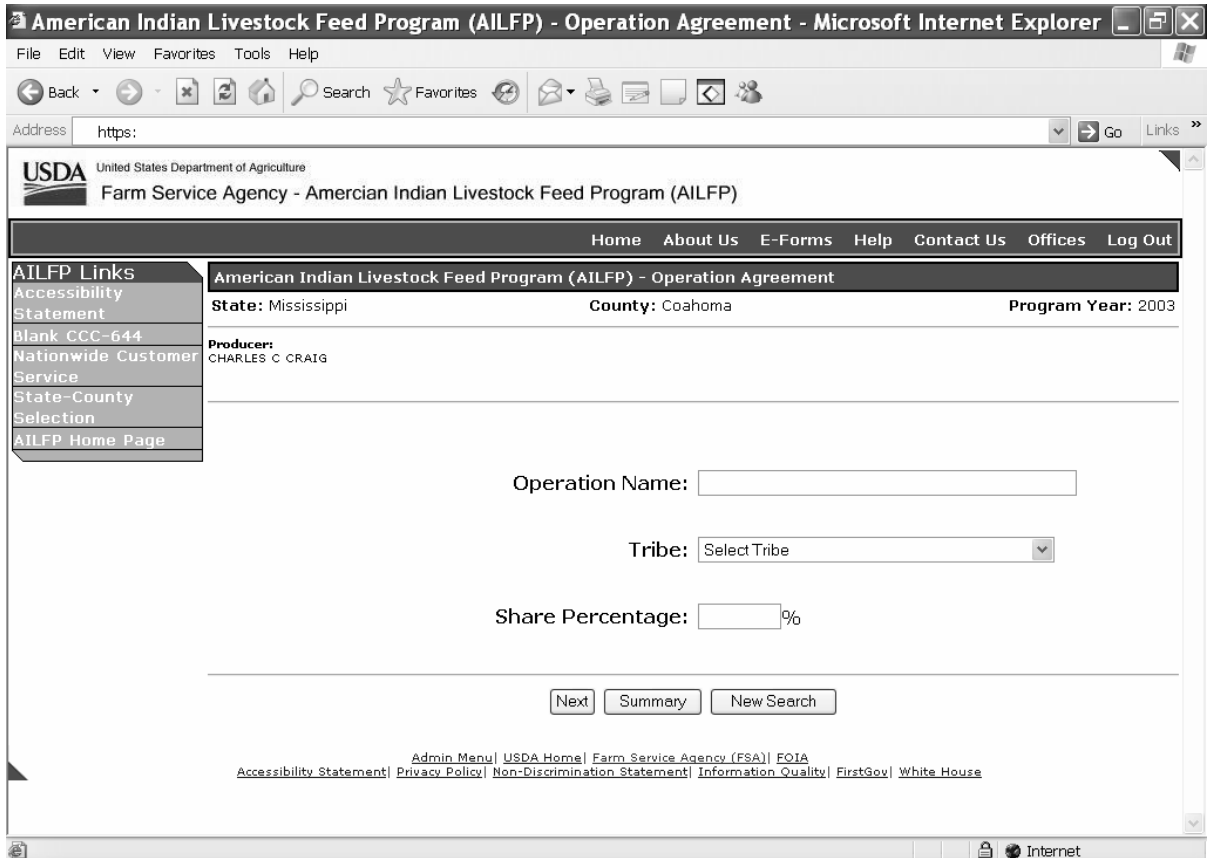 American Indian Livestock Feed Program (AILFP) - Operation Agreement - Microsoft Internet Explorer
File Edit View Favorites Tools Help
Back Search Favorites
Address https: Go Links »
USDA United States Department of Agriculture
Farm Service Agency - Amercian Indian Livestock Feed Program (AILFP)
Home About Us E-Forms Help Contact Us Offices Log Out
AILFP Links
Accessibility
Statement
Blank CCC-644
Nationwide Customer
Service
State-County
Selection
AILFP Home Page
American Indian Livestock Feed Program (AILFP) - Operation Agreement
State: Mississippi County: Coahoma Program Year: 2003
Producer:
CHARLES C CRAIG
Operation Name:
Tribe: Select Tribe
Share Percentage: %
Next Summary New Search
Admin Menu| USDA Home| Farm Service Agency (FSA)| FOIA
Accessibility Statement| Privacy Policy| Non-Discrimination Statement| Information Quality| FirstGov| White House
Internet